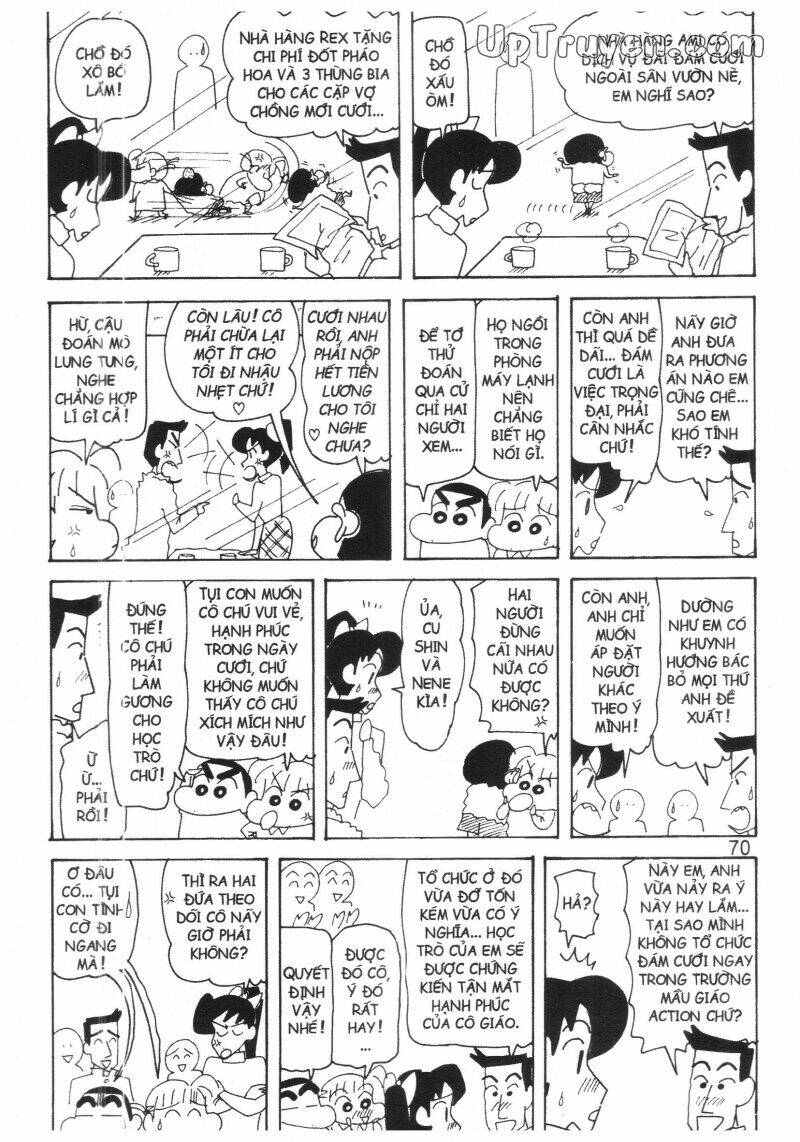 UpTruyen.com
NHÀ HÀNG AMI CÓ
DỊCH VỤ ĐÃI ĐÁM CƯỚI
NGOÀI SÂN VƯỜN NÈ,
EM NGHĨ SAO?
CHỖ
ĐÓ
XẤU
ÒM!
NHÀ HÀNG REX TẶNG
CHI PHÍ ĐỐT PHÁO
HOA VÀ 3 THÙNG BIA
CHO CÁC CẶP VỢ
CHỒNG MỚI CƯỚI...
CHỖ ĐÓ
XÔ BỒ
LẮM!
NÃY GIỜ
ANH ĐƯA
RA PHƯƠNG
ÁN NÀO EM
CŨNG CHÊ...
SAO EM
KHÓ TÍNH
THẾ?
CÒN ANH
THÌ QUÁ DỄ
DÃI... ĐÁM
CƯỚI LÀ
VIỆC TRỌNG
ĐẠI, PHẢI
CÂN NHẮC
CHỨ!
HỌ NGỒI
TRONG
PHÒNG
MÁY LẠNH
NÊN
CHẲNG
BIẾT HỌ
NÓI GÌ.
ĐỂ TỚ
THỬ
ĐOÁN
QUA CỬ
CHỈ HAI
NGƯỜI
XEM...
CƯỚI NHAU
RỒI, ANH
PHẢI NỘP
HẾT TIỀN
LƯƠNG
CHO TÔI
NGHE
CHƯA?
CÒN LÂU! CÔ
PHẢI CHỪA LẠI
MỘT ÍT CHO
TÔI ĐI NHẬU
NHẸT CHỨ!
HỪ, CẬU
ĐOÁN MÒ
LUNG TUNG,
NGHE
CHẲNG HỢP
LÍ GÌ CẢ!
DƯỜNG
NHƯ EM CÓ
KHUYNH
HƯỚNG BÁC
BỎ MỌI THỨ
ANH ĐỀ
XUẤT!
CÒN ANH,
ANH CHỈ
MUỐN
ÁP ĐẶT
NGƯỜI
KHÁC
THEO Ý
MÌNH!
HAI
NGƯỜI
ĐỪNG
CÃI NHAU
NỮA CÓ
ĐƯỢC
KHÔNG?
ỦA,
CU
SHIN
VÀ
NENE
KÌA!
TỤI CON MUỐN
CÔ CHÚ VUI VẺ,
HẠNH PHÚC
TRONG NGÀY
CƯỚI, CHỨ
KHÔNG MUỐN
THẤY CÔ CHÚ
XÍCH MÍCH NHƯ
VẬY ĐÂU!
ĐÚNG
THẾ!
CÔ CHÚ
PHẢI
LÀM
GƯƠNG
CHO
HỌC
TRÒ
CHỨ!
Ừ
Ừ...
PHẢI
RỒI!
70
NÀY EM, ANH
VỪA NẢY RA Ý
NÀY HAY LẮM...
TẠI SAO MÌNH
KHÔNG TỔ CHỨC
ĐÁM CƯỚI NGAY
TRONG TRƯỜNG
MẪU GIÁO
ACTION CHỨ?
HẢ?
TỔ CHỨC Ở ĐÓ
VỪA ĐỠ TỐN
KÉM VỪA CÓ Ý
NGHĨA... HỌC
TRÒ CỦA EM SẼ
ĐƯỢC CHỨNG
KIẾN TẬN MẮT
HẠNH PHÚC
CỦA CÔ GIÁO.
ĐƯỢC
ĐÓ CÔ,
Ý ĐÓ
RẤT
HAY!
...
QUYẾT
ĐỊNH
VẬY
NHÉ!
THÌ RA HAI
ĐỨA THEO
DÕI CÔ NÃY
GIỜ PHẢI
KHÔNG?
Ơ ĐÂU
CÓ... TỤI
CON TÌNH
CỜ ĐI
NGANG
MÀ!